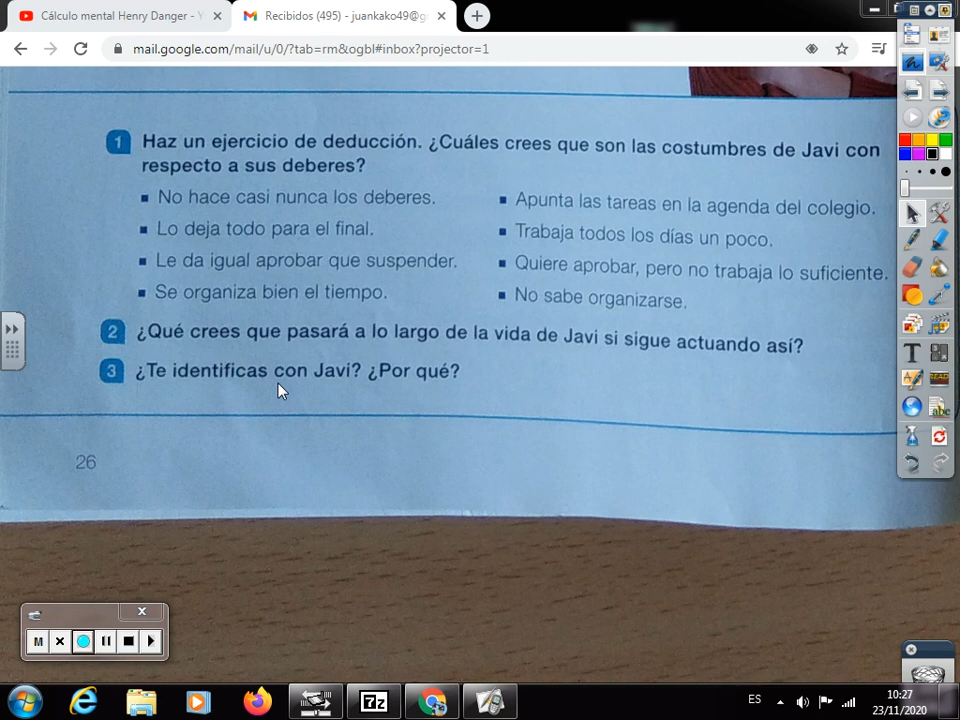 Cálculo mental Henry Danger - Y
Recibidos (495) - juankako49@g
mail.google.com/mail/u/0/?tab=rm&ogbl#inbox?projector=1
1 Haz un ejercicio de deducción. ¿Cuáles crees que son las costumbres de Javi con
respecto a sus deberes?
No hace casi nunca los deberes.
Lo deja todo para el final.
Le da igual aprobar que suspender.
Se organiza bien el tiempo.
Apunta las tareas en la agenda del colegio.
Trabaja todos los días un poco.
Quiere aprobar, pero no trabaja lo suficiente.
No sabe organizarse.
2 ¿Qué crees que pasará a lo largo de la vida de Javi si sigue actuando así?
3 ¿Te identificas con Javi? ¿Por qué?
26
M
7z
ES
10:27
23/11/2020